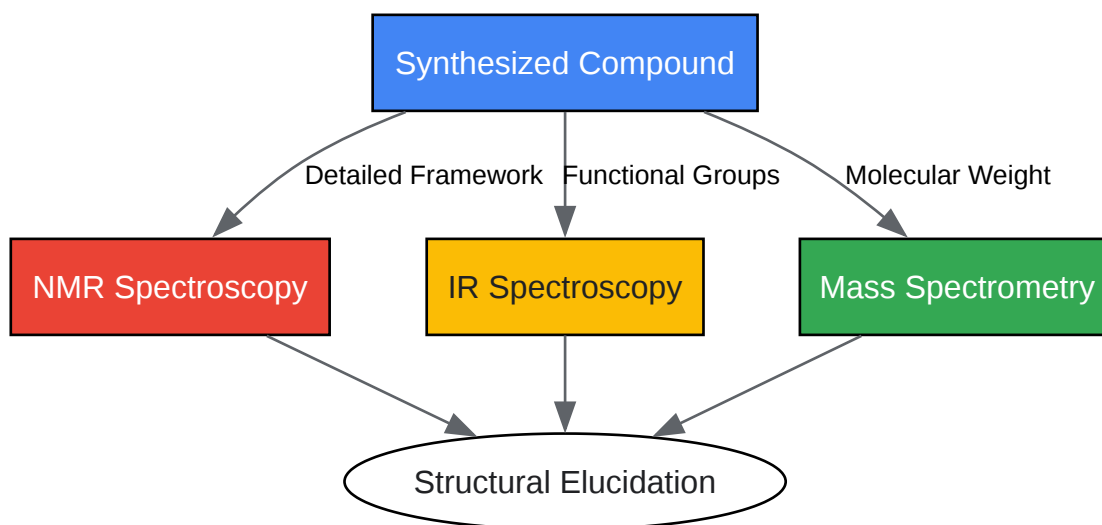 Synthesized Compound
Detailed Framework
Functional Groups
Molecular Weight
NMR Spectroscopy
IR Spectroscopy
Mass Spectrometry
Structural Elucidation